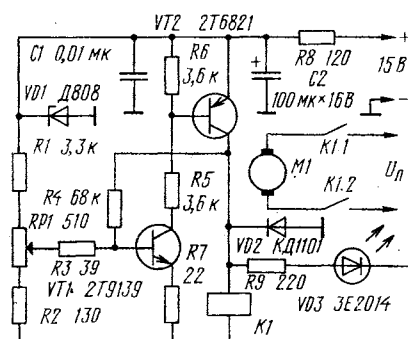 VT2 2Т6821
C1 0,01 мк
R6 3,6 к
R8 120
+
15 В
-
+
C2 100 мк×16В
VD1 Д808
R1 3,3 к
K1.1
M1
Uп
K1.2
R4 68 к
R5 3,6 к
RP1 510
R3 39
VT1 2Т9139
R7 22
VD2 КД1101
R9 220
R2 130
K1
VD3 3Е2014